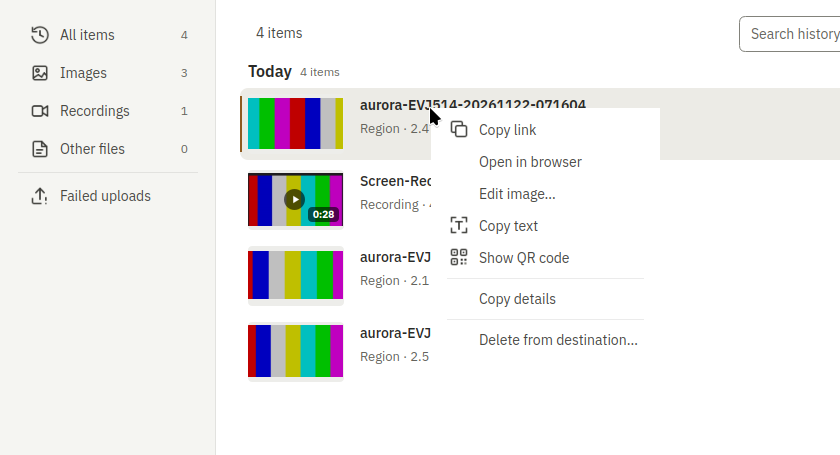 All items 4
Images 3
Recordings 1
Other files 0
Failed uploads
4 items
Search history
Today 4 items
aurora-EVJ514-20261122-071604
Region · 2.4
Screen-Rec
0:28
Recording ·
aurora-EVJ
Region · 2.1
aurora-EVJ
Region · 2.5
Copy link
Open in browser
Edit image...
Copy text
Show QR code
Copy details
Delete from destination...